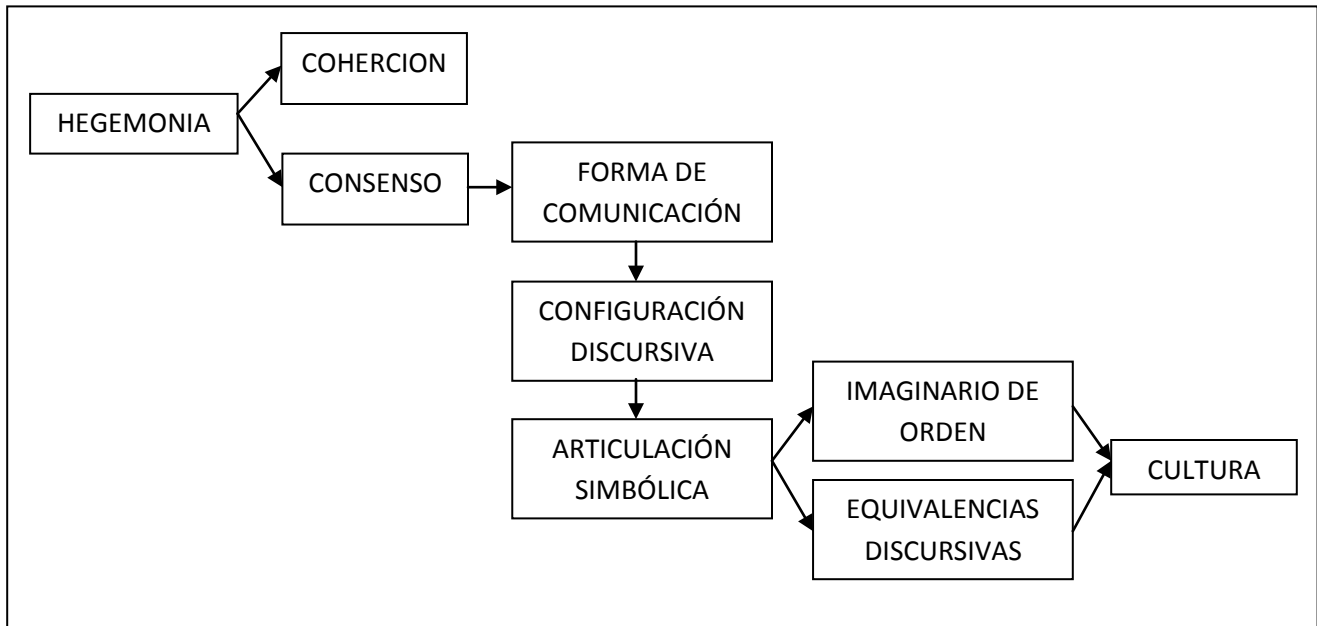 COHERCION
HEGEMONIA
CONSENSO
FORMA DE
COMUNICACIÓN
CONFIGURACIÓN
DISCURSIVA
ARTICULACIÓN
SIMBÓLICA
IMAGINARIO DE
ORDEN
EQUIVALENCIAS
DISCURSIVAS
CULTURA